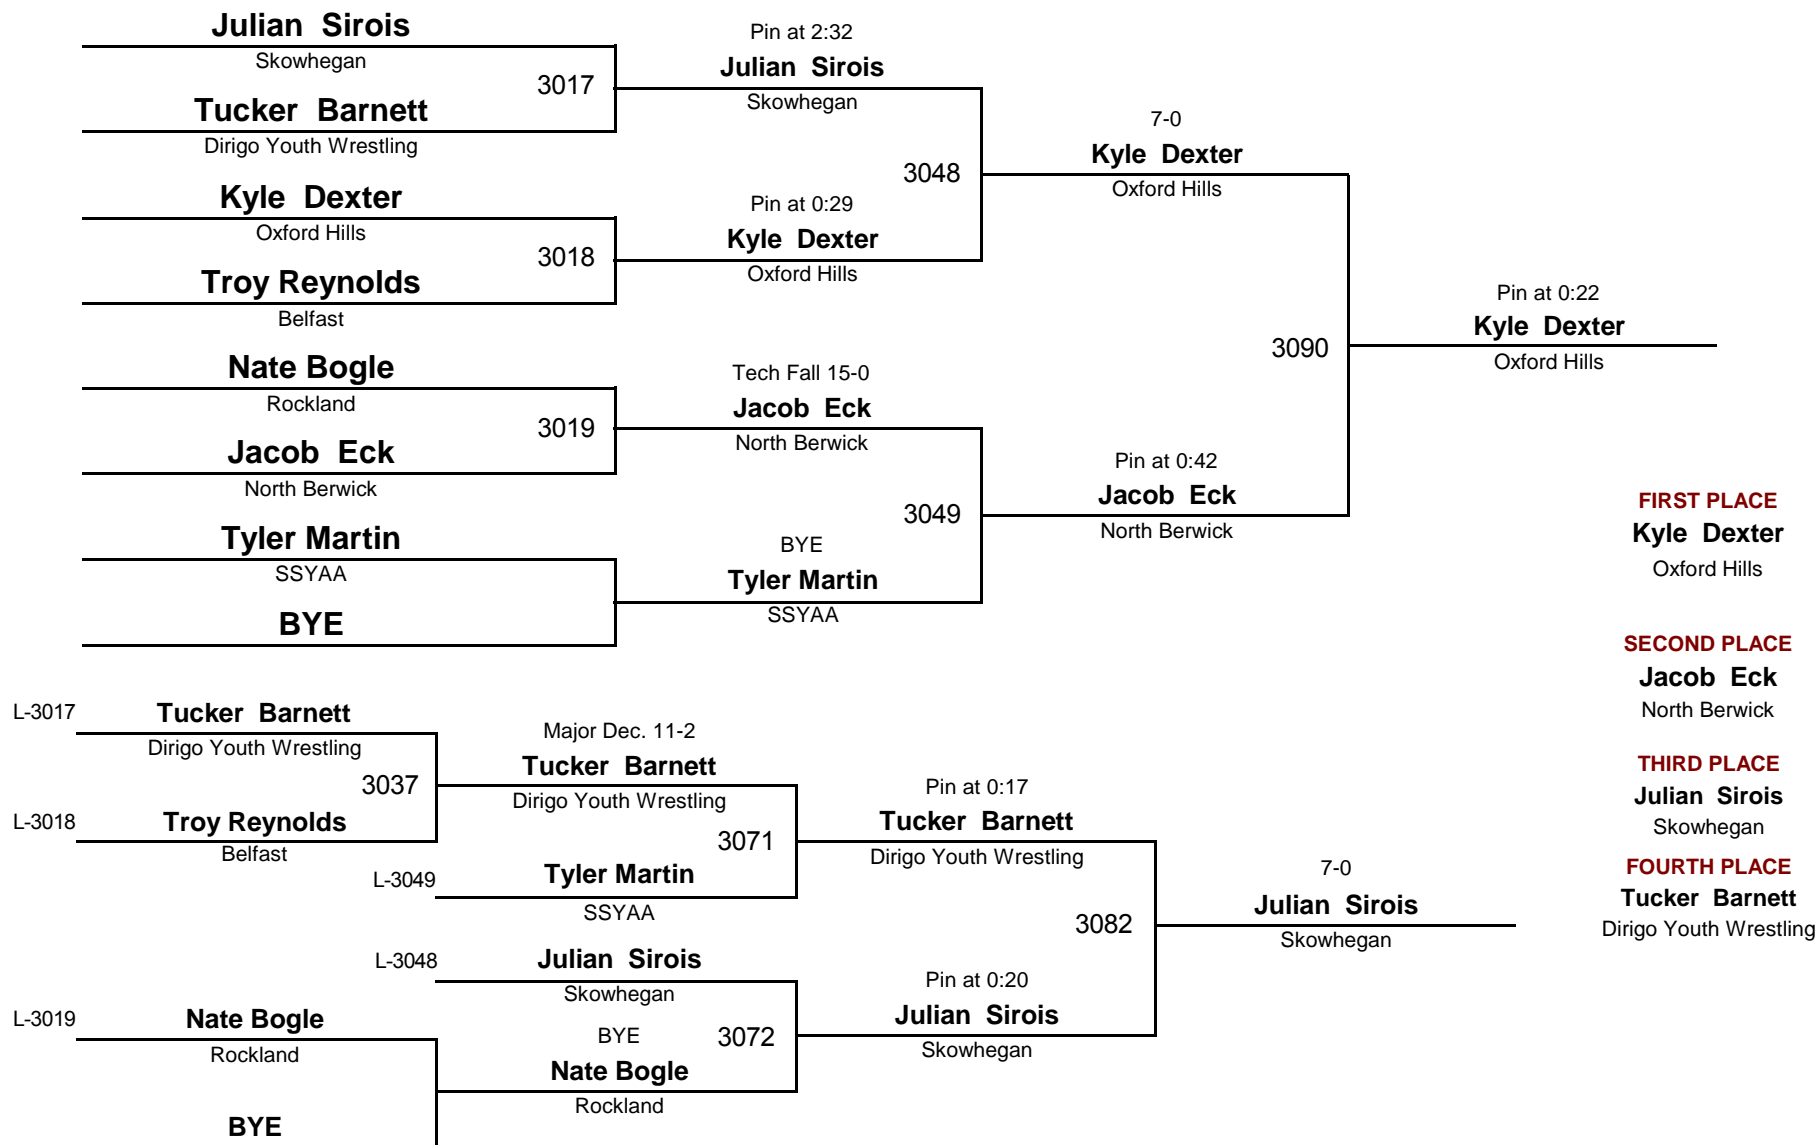 Julian Sirois
Skowhegan
3017
Tucker Barnett
Dirigo Youth Wrestling
Pin at 2:32
Julian Sirois
Skowhegan
Kyle Dexter
Oxford Hills
3018
Troy Reynolds
Belfast
Pin at 0:29
Kyle Dexter
Oxford Hills
3048
7-0
Kyle Dexter
Oxford Hills
Nate Bogle
Rockland
3019
Jacob Eck
North Berwick
Tech Fall 15-0
Jacob Eck
North Berwick
Tyler Martin
SSYAA
BYE
BYE
Tyler Martin
SSYAA
3049
Pin at 0:42
Jacob Eck
North Berwick
3090
Pin at 0:22
Kyle Dexter
Oxford Hills
FIRST PLACE
Kyle Dexter
Oxford Hills
SECOND PLACE
Jacob Eck
North Berwick
THIRD PLACE
Julian Sirois
Skowhegan
FOURTH PLACE
Tucker Barnett
Dirigo Youth Wrestling
L-3017
Tucker Barnett
Dirigo Youth Wrestling
3037
L-3018
Troy Reynolds
Belfast
Major Dec. 11-2
Tucker Barnett
Dirigo Youth Wrestling
3071
L-3049
Tyler Martin
SSYAA
Pin at 0:17
Tucker Barnett
Dirigo Youth Wrestling
L-3048
Julian Sirois
Skowhegan
L-3019
Nate Bogle
Rockland
BYE
BYE
3072
Nate Bogle
Rockland
Pin at 0:20
Julian Sirois
Skowhegan
3082
7-0
Julian Sirois
Skowhegan